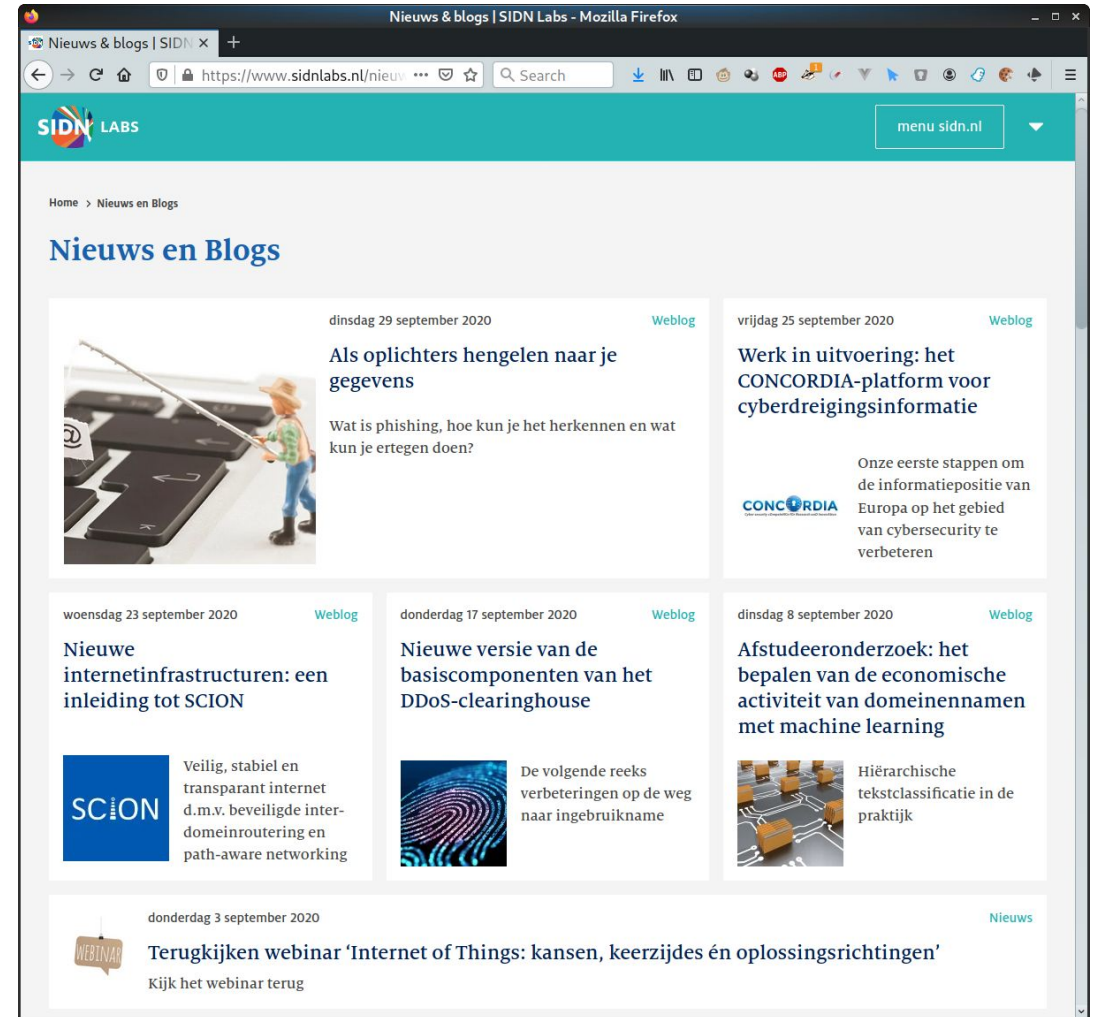 Nieuws & blogs | SIDN Labs - Mozilla Firefox
Nieuws & blogs | SIDN
https://www.sidnlabs.nl/nieuw
Search
ABP
1
SIDN LABS
menu sidn.nl
Home > Nieuws en Blogs
Nieuws en Blogs
dinsdag 29 september 2020
Weblog
Als oplichters hengelen naar je
gegevens
Wat is phishing, hoe kun je het herkennen en wat
kun je ertegen doen?
@
vrijdag 25 september 2020
Weblog
Werk in uitvoering: het
CONCORDIA-platform voor
cyberdreigingsinformatie
CONCORDIA
Onze eerste stappen om
de informatiepositie van
Europa op het gebied
van cybersecurity te
verbeteren
woensdag 23 september 2020
Weblog
Nieuwe
internetinfrastructuren: een
inleiding tot SCION
SCION
Veilig, stabiel en
transparant internet
d.m.v. beveiligde inter-
domeinroutering en
path-aware networking
donderdag 17 september 2020
Weblog
Nieuwe versie van de
basiscomponenten van het
DDoS-clearinghouse
De volgende reeks
verbeteringen op de weg
naar ingebruikname
dinsdag 8 september 2020
Weblog
Afstudeeronderzoek: het
bepalen van de economische
activiteit van domeinennamen
met machine learning
Hiërarchische
tekstclassificatie in de
praktijk
WEBINAR
donderdag 3 september 2020
Nieuws
Terugkijken webinar ‘Internet of Things: kansen, keerzijdes én oplossingsrichtingen’
Kijk het webinar terug